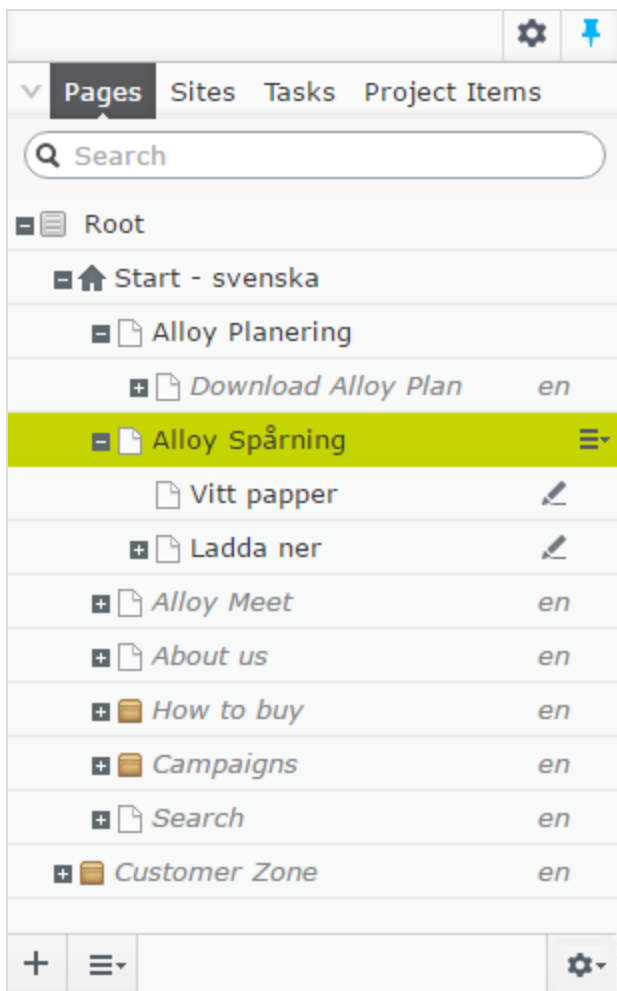 Pages Sites Tasks Project Items
Search
Root
Start - svenska
Alloy Planering
Download Alloy Plan en
Alloy Spårning
Vitt papper
Ladda ner
Alloy Meet en
About us en
How to buy en
Campaigns en
Search en
Customer Zone en